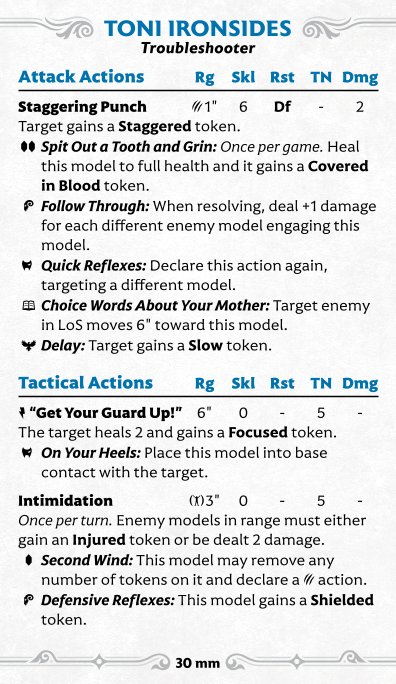 TONI IRONSIDES
Troubleshooter
Attack Actions Rg Skl Rst TN Dmg
Staggering Punch 1" 6 Df - 2
Target gains a Staggered token.
Spit Out a Tooth and Grin: Once per game. Heal
this model to full health and it gains a Covered
in Blood token.
Follow Through: When resolving, deal +1 damage
for each different enemy model engaging this
model.
Quick Reflexes: Declare this action again,
targeting a different model.
Choice Words About Your Mother: Target enemy
in LoS moves 6" toward this model.
Delay: Target gains a Slow token.
Tactical Actions Rg Skl Rst TN Dmg
“Get Your Guard Up!” 6" 0 - 5 -
The target heals 2 and gains a Focused token.
On Your Heels: Place this model into base
contact with the target.
Intimidation 3" 0 - 5 -
Once per turn. Enemy models in range must either
gain an Injured token or be dealt 2 damage.
Second Wind: This model may remove any
number of tokens on it and declare a action.
Defensive Reflexes: This model gains a Shielded
token.
30 mm